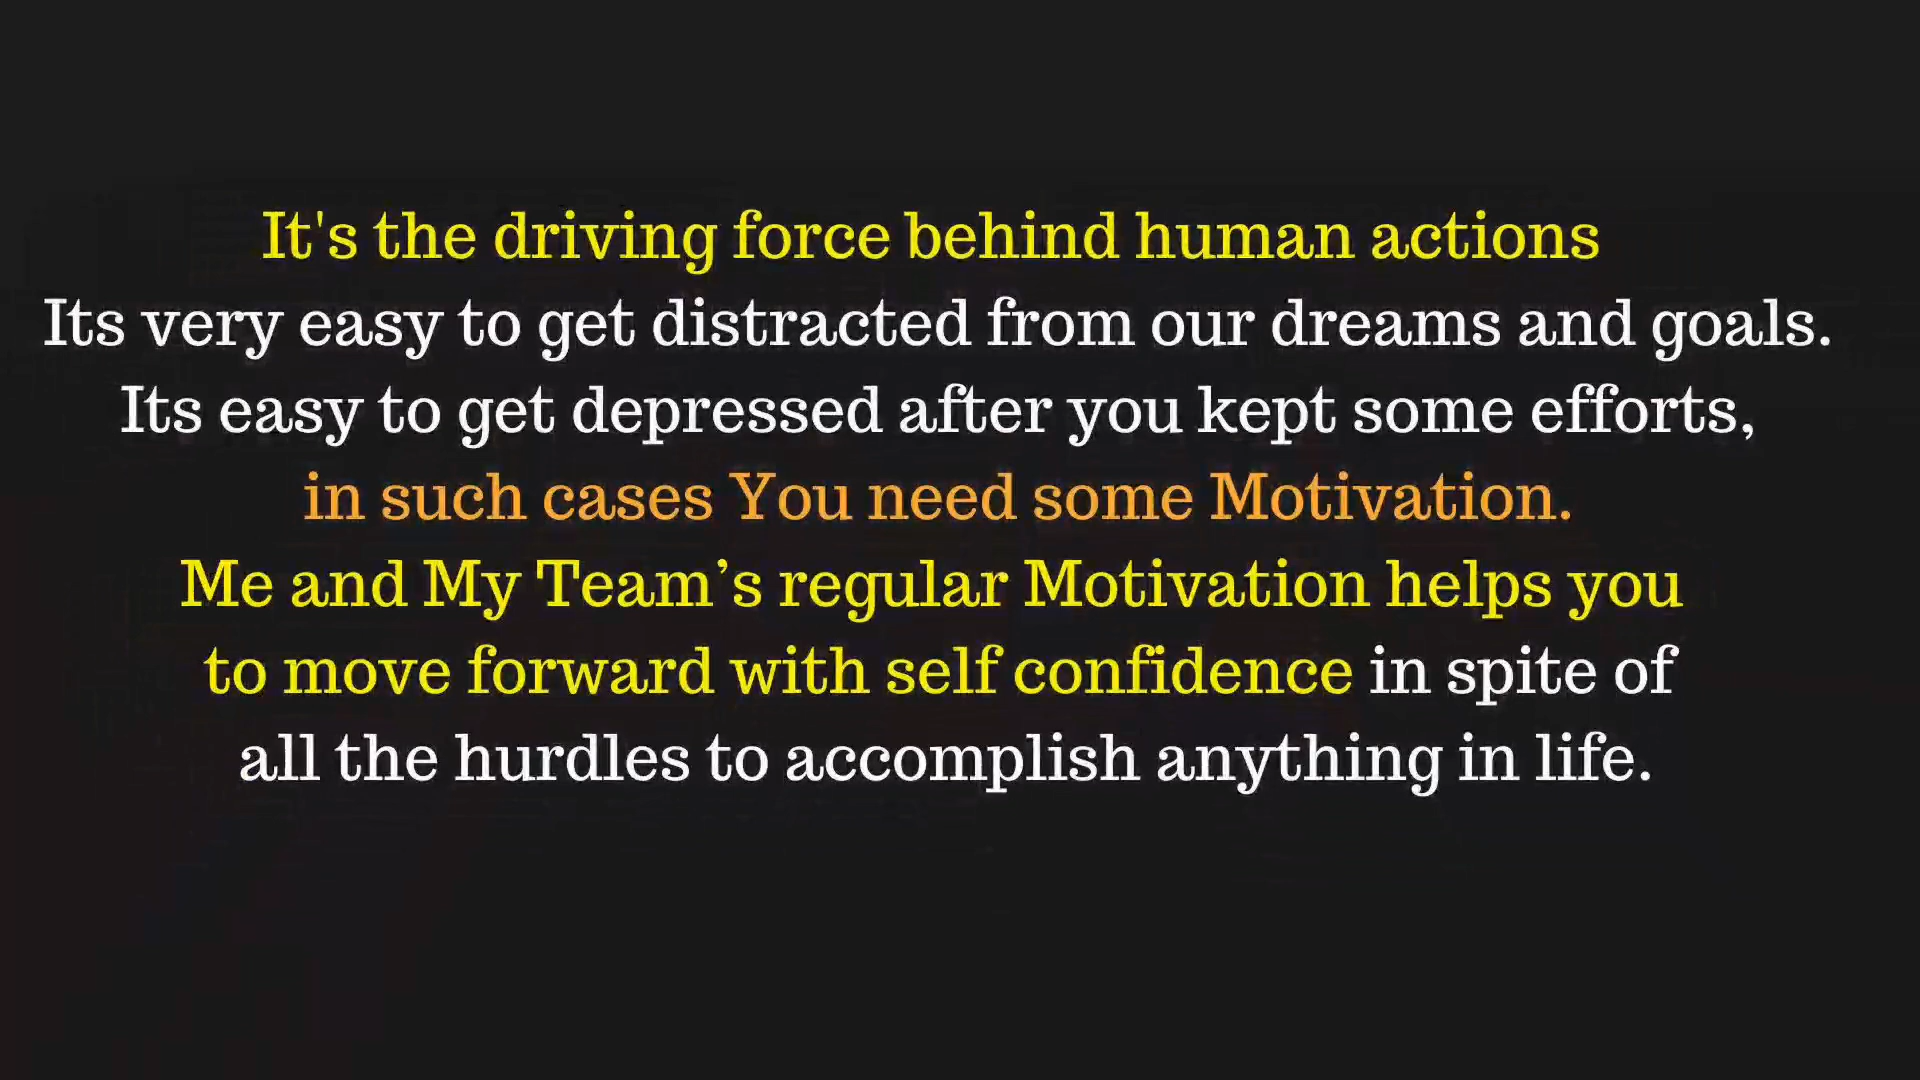 It's the driving force behind human actions
Its very easy to get distracted from our dreams and goals.
Its easy to get depressed after you kept some efforts,
in such cases You need some Motivation.
Me and My Team’s regular Motivation helps you
to move forward with self confidence in spite of
all the hurdles to accomplish anything in life.